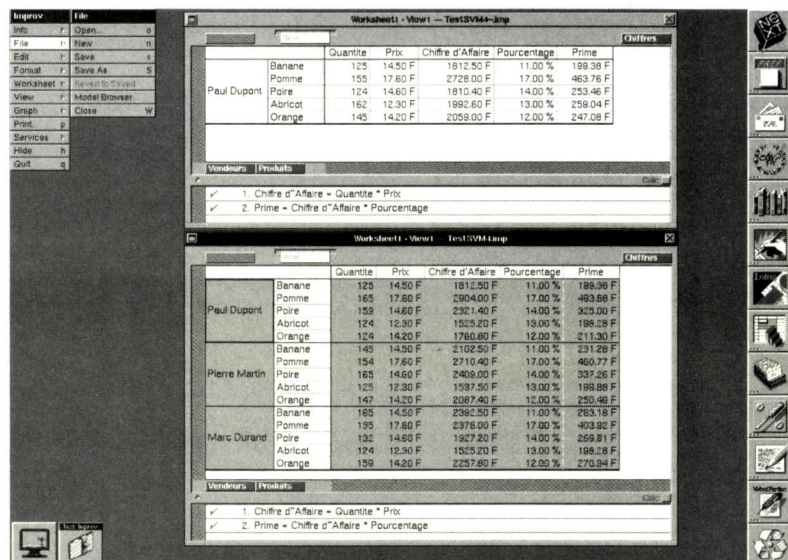 Improv
Info
File
Edit
Format
Worksheet
View
Graph
Print... p
Services
Hide h
Quit q
File
Open... o
New n
Save s
Save As S
Revert to Saved
Model Browser
Close W
Worksheet1 - View1 — TestSVM4-.imp
Item
Chiffres
Quantite Prix Chiffre d'Affaire Pourcentage Prime
Paul Dupont
Banane 125 14.50 F 1812.50 F 11.00 % 199.38 F
Pomme 155 17.60 F 2728.00 F 17.00 % 463.76 F
Poire 124 14.60 F 1810.40 F 14.00 % 253.46 F
Abricot 162 12.30 F 1992.60 F 13.00 % 259.04 F
Orange 145 14.20 F 2059.00 F 12.00 % 247.08 F
Vendeurs Produits
Calc
✓ 1. Chiffre d''Affaire = Quantite * Prix
✓ 2. Prime = Chiffre d''Affaire * Pourcentage
Worksheet1 - View1 — TestSVM4.imp
Item
Chiffres
Quantite Prix Chiffre d'Affaire Pourcentage Prime
Paul Dupont
Banane 125 14.50 F 1812.50 F 11.00 % 199.38 F
Pomme 165 17.60 F 2904.00 F 17.00 % 493.68 F
Poire 159 14.60 F 2321.40 F 14.00 % 325.00 F
Abricot 124 12.30 F 1525.20 F 13.00 % 198.28 F
Orange 124 14.20 F 1760.80 F 12.00 % 211.30 F
Pierre Martin
Banane 145 14.50 F 2102.50 F 11.00 % 231.28 F
Pomme 154 17.60 F 2710.40 F 17.00 % 460.77 F
Poire 165 14.60 F 2409.00 F 14.00 % 337.26 F
Abricot 125 12.30 F 1537.50 F 13.00 % 199.88 F
Orange 147 14.20 F 2087.40 F 12.00 % 250.49 F
Marc Durand
Banane 165 14.50 F 2392.50 F 11.00 % 263.18 F
Pomme 135 17.60 F 2376.00 F 17.00 % 403.92 F
Poire 132 14.60 F 1927.20 F 14.00 % 269.81 F
Abricot 124 12.30 F 1525.20 F 13.00 % 198.28 F
Orange 159 14.20 F 2257.80 F 12.00 % 270.94 F
Vendeurs Produits
Calc
✓ 1. Chiffre d''Affaire = Quantite * Prix
✓ 2. Prime = Chiffre d''Affaire * Pourcentage
NeXT
MAIL
WordPerfect
Test Improv